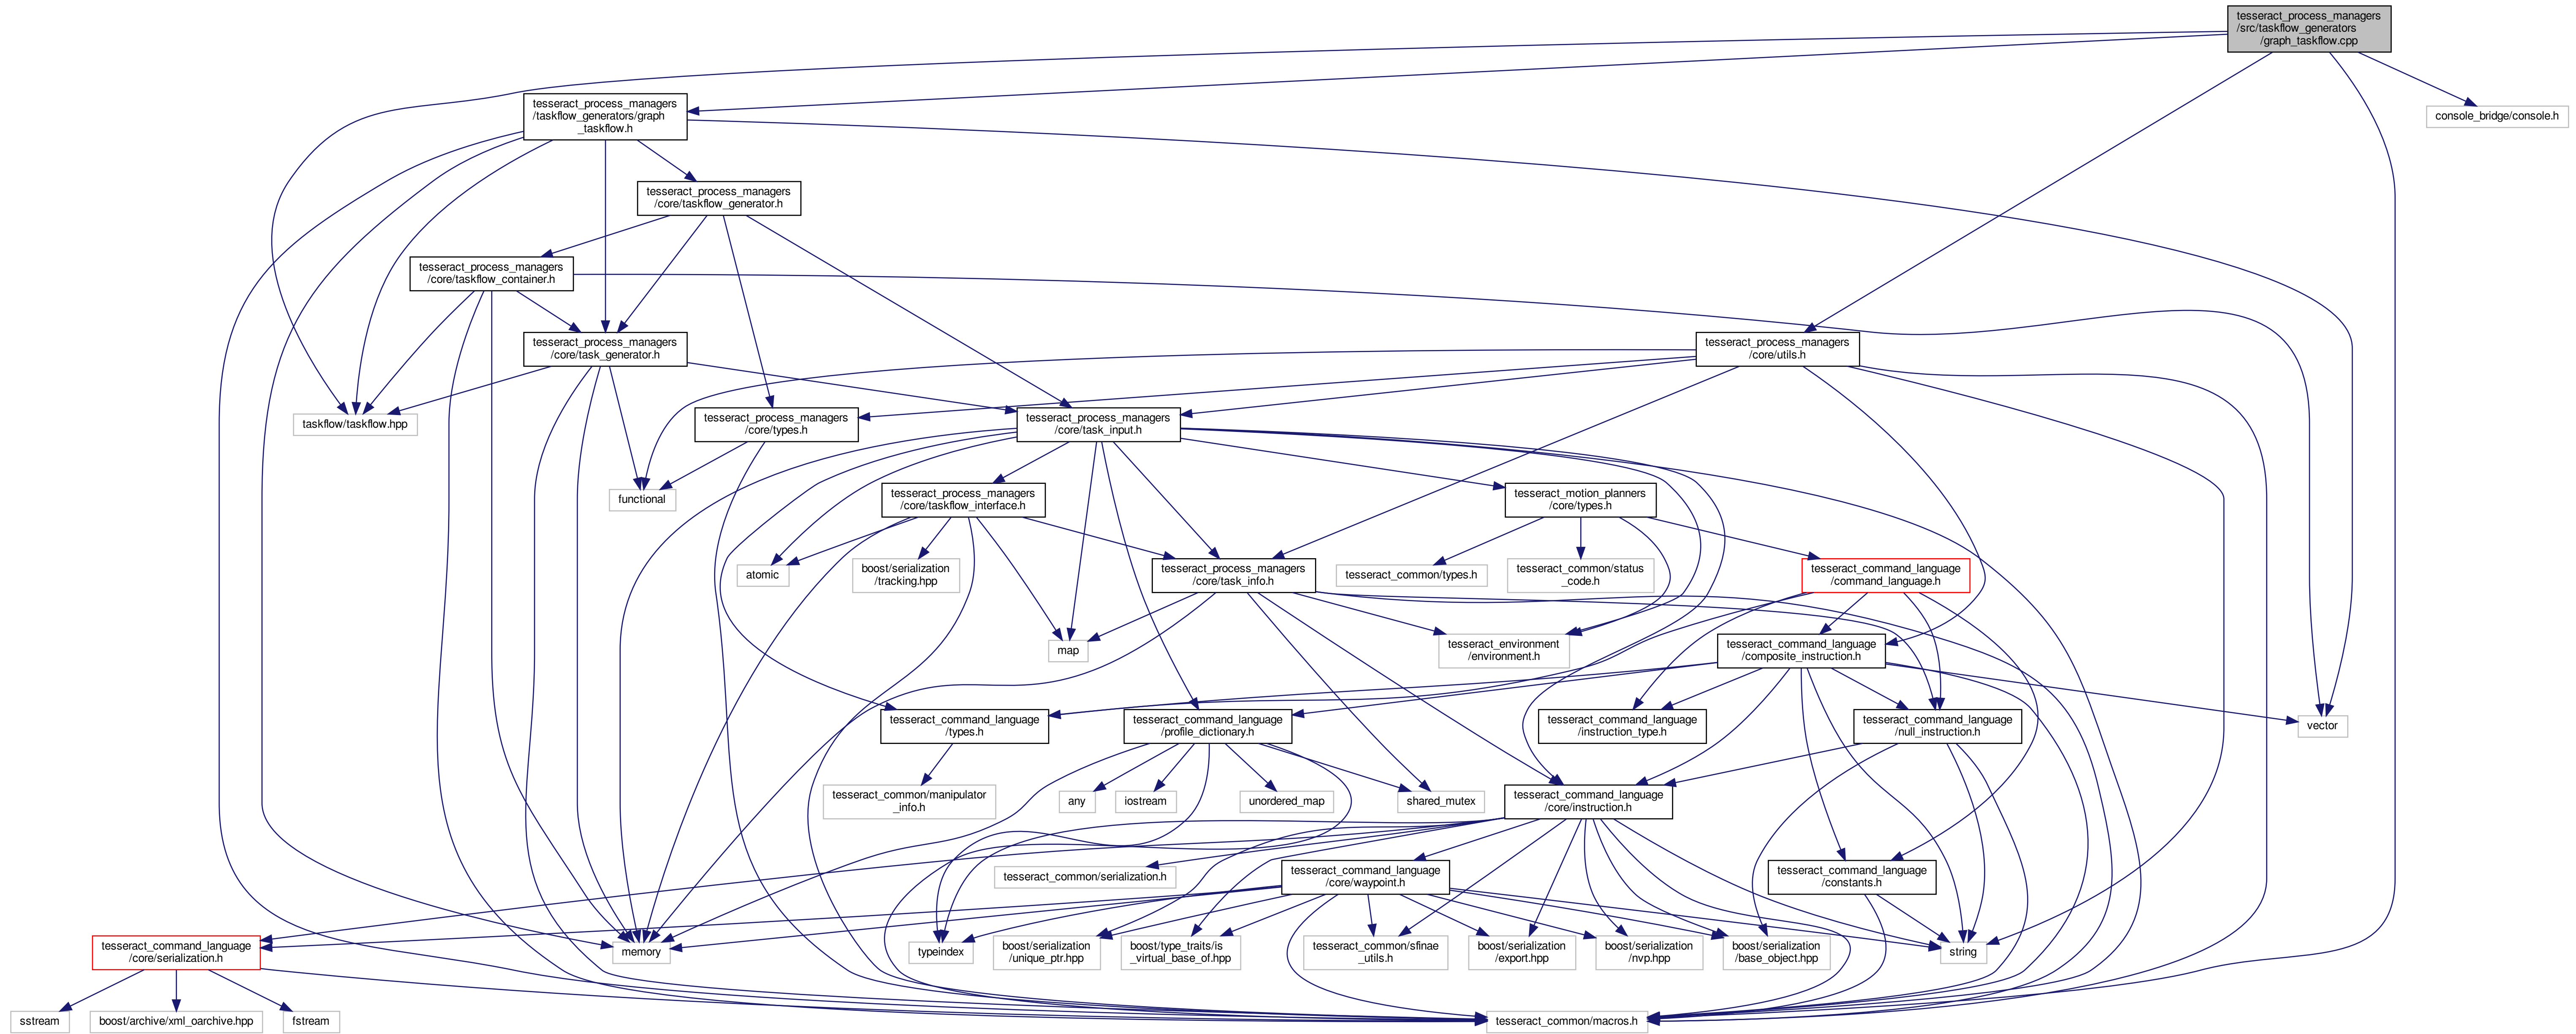 tesseract_process_managers
/src/taskflow_generators
/graph_taskflow.cpp
tesseract_process_managers
/taskflow_generators/graph
_taskflow.h
console_bridge/console.h
tesseract_process_managers
/core/taskflow_generator.h
tesseract_process_managers
/core/taskflow_container.h
tesseract_process_managers
/core/task_generator.h
tesseract_process_managers
/core/utils.h
taskflow/taskflow.hpp
tesseract_process_managers
/core/types.h
tesseract_process_managers
/core/task_input.h
functional
tesseract_process_managers
/core/taskflow_interface.h
tesseract_motion_planners
/core/types.h
atomic
boost/serialization
/tracking.hpp
tesseract_process_managers
/core/task_info.h
tesseract_common/types.h
tesseract_common/status
_code.h
tesseract_command_language
/command_language.h
map
tesseract_environment
/environment.h
tesseract_command_language
/composite_instruction.h
tesseract_command_language
/types.h
tesseract_command_language
/profile_dictionary.h
tesseract_command_language
/instruction_type.h
tesseract_command_language
/null_instruction.h
vector
tesseract_common/manipulator
_info.h
any
iostream
unordered_map
shared_mutex
tesseract_command_language
/core/instruction.h
tesseract_common/serialization.h
tesseract_command_language
/core/waypoint.h
tesseract_command_language
/constants.h
tesseract_command_language
/core/serialization.h
memory
typeindex
boost/serialization
/unique_ptr.hpp
boost/type_traits/is
_virtual_base_of.hpp
tesseract_common/sfinae
_utils.h
boost/serialization
/export.hpp
boost/serialization
/nvp.hpp
boost/serialization
/base_object.hpp
string
sstream
boost/archive/xml_oarchive.hpp
fstream
tesseract_common/macros.h